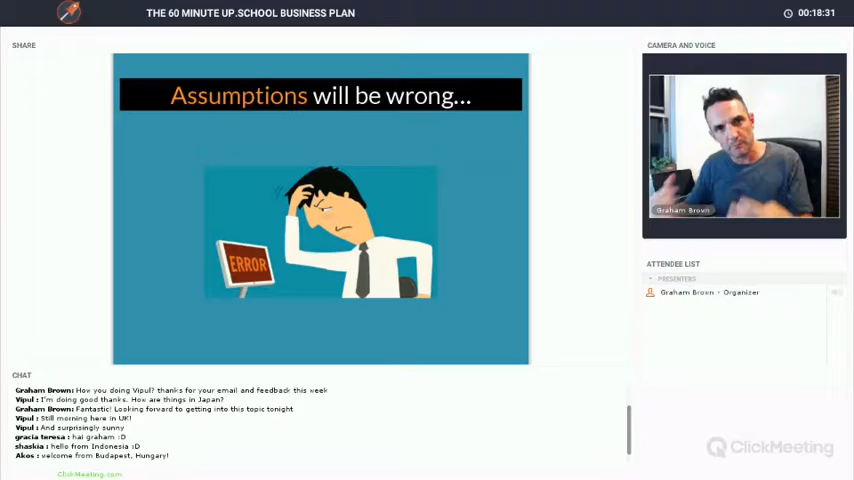 THE 60 MINUTE UP.SCHOOL BUSINESS PLAN
00:18:31
SHARE
Assumptions will be wrong...
ERROR
CHAT
Graham Brown: How you doing Vipul? thanks for your email and feedback this week
Vipul : I'm doing good thanks. How are things in Japan?
Graham Brown: Fantastic! Looking forward to getting into this topic tonight
Vipul : Still morning here in UK!
Vipul : And surprisingly sunny
gracia teresa : hai graham :D
shaskia : hello from Indonesia :D
Akos : welcome from Budapest, Hungary!
ClickMeeting.com
CAMERA AND VOICE
Graham Brown
ATTENDEE LIST
PRESENTERS
Graham Brown - Organizer
ClickMeeting